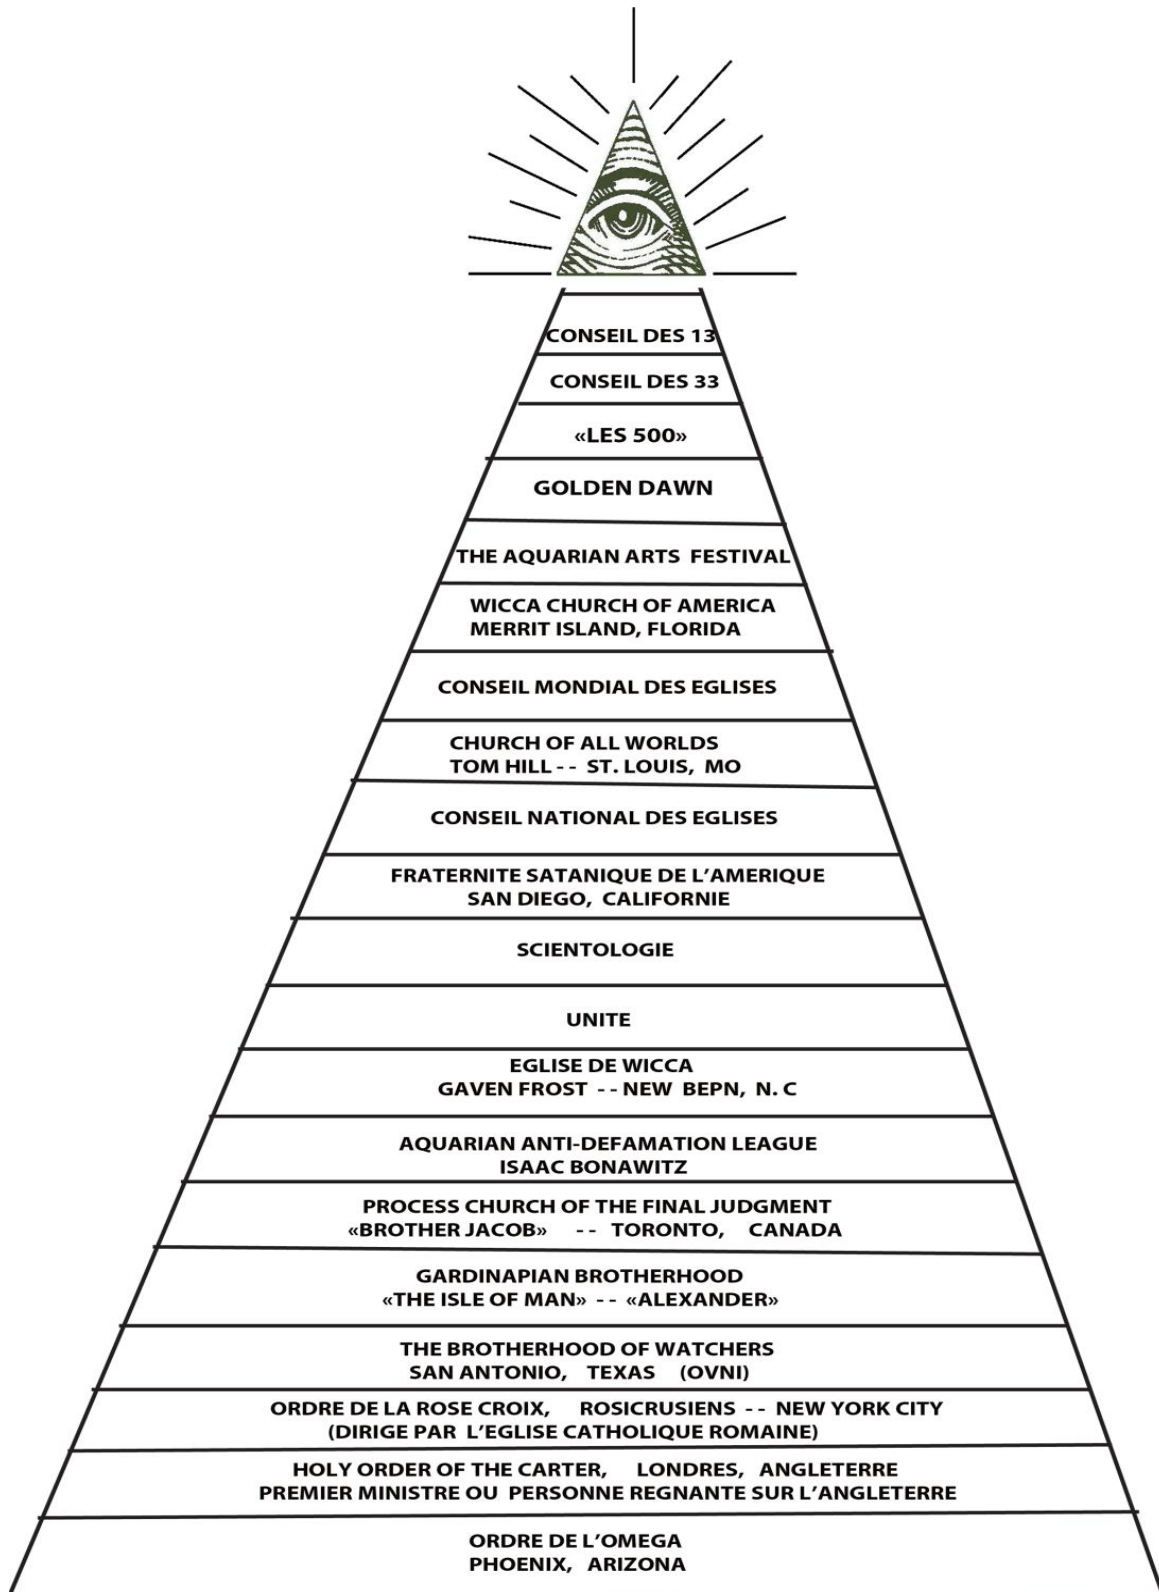 CONSEIL DES 13
CONSEIL DES 33
«LES 500»
GOLDEN DAWN
THE AQUARIAN ARTS FESTIVAL
WICCA CHURCH OF AMERICA
MERRIT ISLAND, FLORIDA
CONSEIL MONDIAL DES EGLISES
CHURCH OF ALL WORLDS
TOM HILL - - ST. LOUIS, MO
CONSEIL NATIONAL DES EGLISES
FRATERNITE SATANIQUE DE L'AMERIQUE
SAN DIEGO, CALIFORNIE
SCIENTOLOGIE
UNITE
EGLISE DE WICCA
GAVEN FROST - - NEW BEPN, N. C
AQUARIAN ANTI-DEFAMATION LEAGUE
ISAAC BONAWITZ
PROCESS CHURCH OF THE FINAL JUDGMENT
«BROTHER JACOB» - - TORONTO, CANADA
GARDINAPIAN BROTHERHOOD
«THE ISLE OF MAN» - - «ALEXANDER»
THE BROTHERHOOD OF WATCHERS
SAN ANTONIO, TEXAS (OVNI)
ORDRE DE LA ROSE CROIX, ROSICRUSIENS - - NEW YORK CITY
(DIRIGE PAR L'EGLISE CATHOLIQUE ROMAINE)
HOLY ORDER OF THE CARTER, LONDRES, ANGLETERRE
PREMIER MINISTRE OU PERSONNE REGNANTE SUR L'ANGLETERRE
ORDRE DE L'OMEGA
PHOENIX, ARIZONA